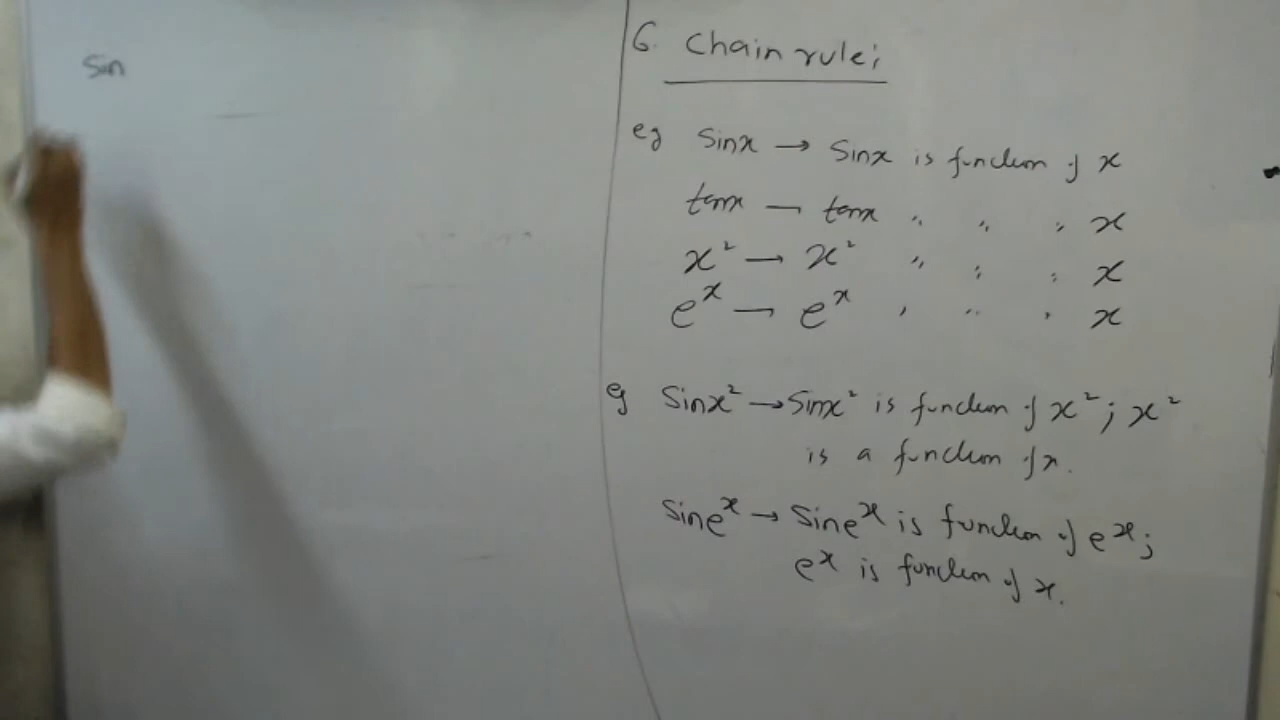 Sin
6. Chain rule;
eg Sinx → Sinx is function of x
tanx — tanx " " " x
x² → x² " " " x
eˣ — eˣ " " " x
eg Sinx² → Sinx² is function of x²; x²
is a function of x.
Sineˣ → Sineˣ is function of eˣ;
eˣ is function of x.